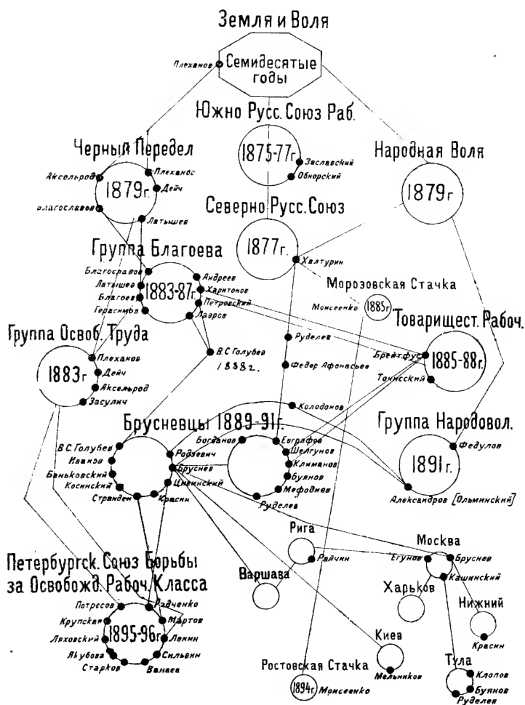 Земля и Воля
Плеханов
Семидесятые
годы
Южно Русс. Союз Раб.
1875-77г.
Заславский
Обнорский
Черный Передел
Аксельрод
Плеханов
1879г.
Дейч
Благославов
Латышев
Народная Воля
1879г.
Северно Русс. Союз
1877г.
Халтурин
Группа Благоева
Благославов
Андреев
Латышев
1883-87г.
Харитонов
Благоев
Петровский
Герасимов
Лавров
В.С.Голубев
1888г.
Морозовская Стачка
Моисеенко
1885г.
Товарищест. Рабоч.
Брейтфус
1885-88г.
Точисский
Руделев
Федор Афонасьев
Группа Освоб. Труда
Плеханов
1883г.
Дейч
Аксельрод
Засулич
Колодонов
Группа Народовол.
Федулов
1891г.
Александров [Ольминский]
Брусневцы 1889-91г.
В.С.Голубев
Родзевич
Иванов
Бруснев
Баньковский
Цивинский
Косинский
Красин
Странден
Богданов
Евграфов
Шелгунов
Климанов
Буянов
Мефодиев
Руделев
Петербургск. Союз Борьбы
за Освобожд. Рабоч. Класса
Потресов
Радченко
Крупская
Мартов
1895-96г.
Ляховский
Ленин
Якубова
Сильвин
Старков
Ванеев
Рига
Райчин
Варшава
Москва
Егупов
Бруснев
Кашинский
Харьков
Нижний
Красин
Киев
Мельников
Тула
Клопов
Буянов
Руделев
Ростовская Стачка
1894г.
Моисеенко